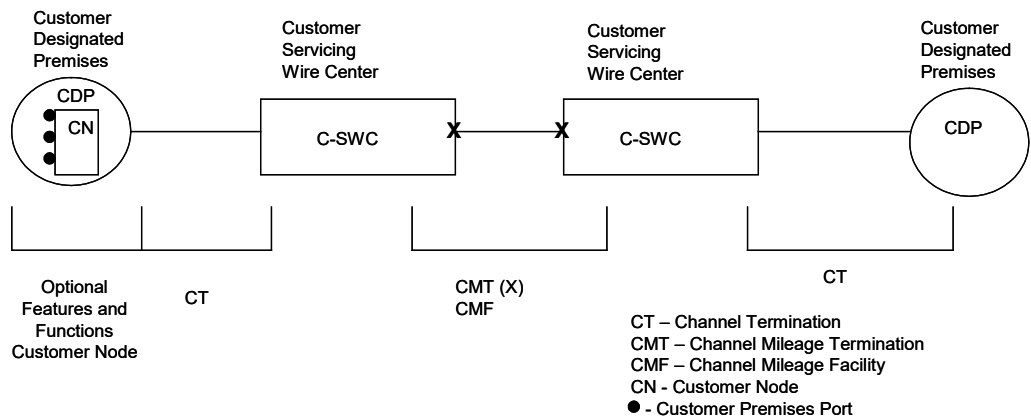 Customer
Designated
Premises
Customer
Servicing
Wire Center
Customer
Servicing
Wire Center
Customer
Designated
Premises
CDP
CN
C-SWC
X
X
C-SWC
CDP
Optional
Features and
Functions
Customer Node
CT
CMT (X)
CMF
CT
CT – Channel Termination
CMT – Channel Mileage Termination
CMF – Channel Mileage Facility
CN - Customer Node
● - Customer Premises Port